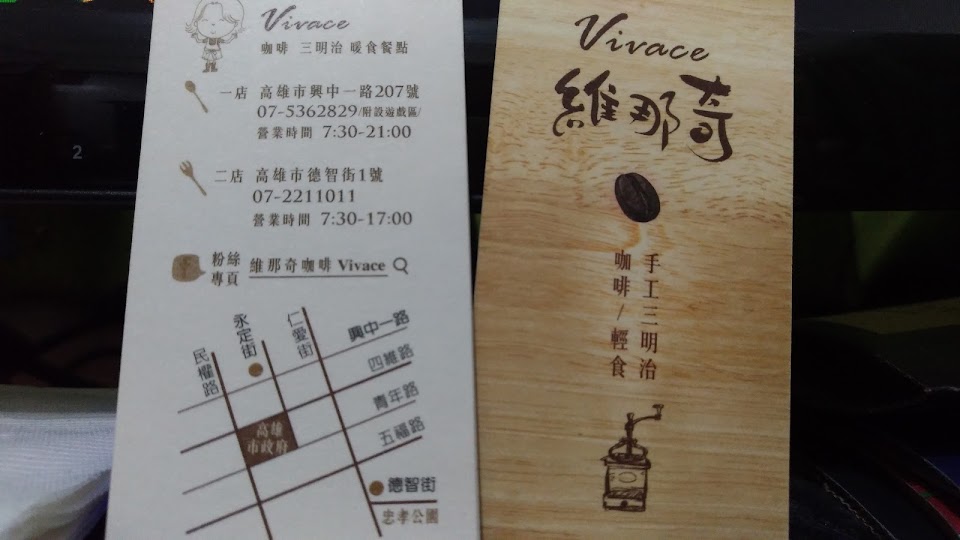 Vivace
咖啡 三明治 暖食餐點
一店 高雄市興中一路207號
07-5362829/附設遊戲區/
營業時間 7:30-21:00
二店 高雄市德智街1號
07-2211011
營業時間 7:30-17:00
粉絲專頁 維那奇咖啡 Vivace
民權路
永定街
仁愛街
興中一路
四維路
青年路
五福路
高雄
市政府
德智街
忠孝公園
Vivace
維那奇
手工三明治
咖啡/輕食
2